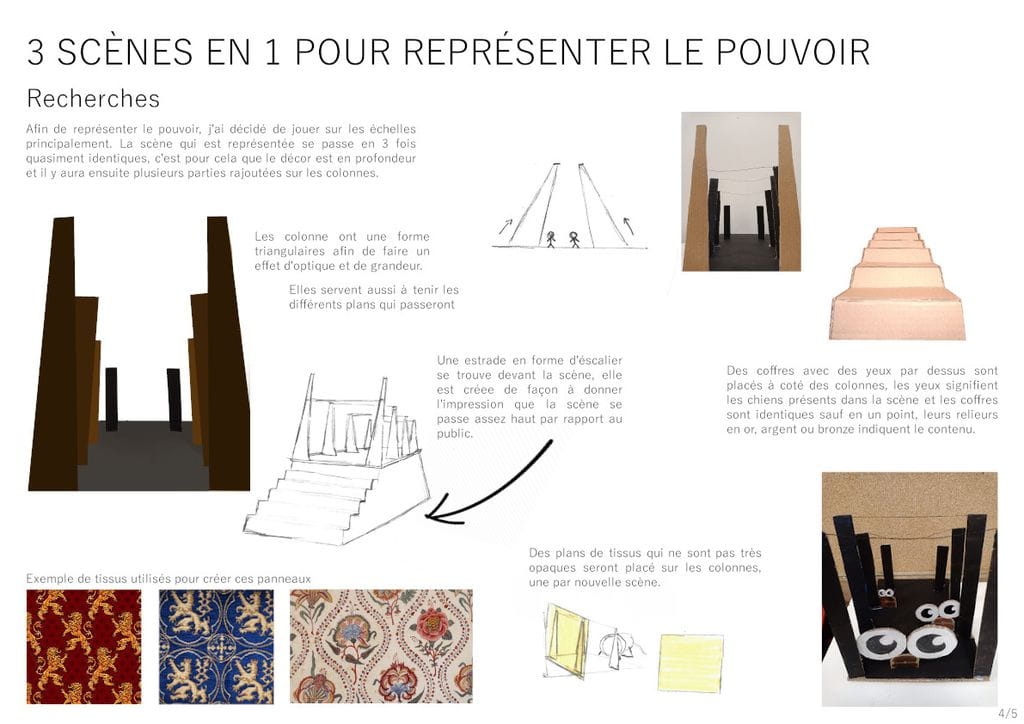 3 SCÈNES EN 1 POUR REPRÉSENTER LE POUVOIR
Recherches
Afin de représenter le pouvoir, j'ai décidé de jouer sur les échelles
principalement. La scène qui est représentée se passe en 3 fois
quasiment identiques, c'est pour cela que le décor est en profondeur
et il y aura ensuite plusieurs parties rajoutées sur les colonnes.
Les colonne ont une forme
triangulaires afin de faire un
effet d'optique et de grandeur.
Elles servent aussi à tenir les
différents plans qui passeront
Une estrade en forme d'éscalier
se trouve devant la scène, elle
est créee de façon à donner
l'impression que la scène se
passe assez haut par rapport au
public.
Des coffres avec des yeux par dessus sont
placés à coté des colonnes, les yeux signifient
les chiens présents dans la scène et les coffres
sont identiques sauf en un point, leurs relieurs
en or, argent ou bronze indiquent le contenu.
Des plans de tissus qui ne sont pas très
opaques seront placé sur les colonnes,
une par nouvelle scène.
Exemple de tissus utilisés pour créer ces panneaux
4/5